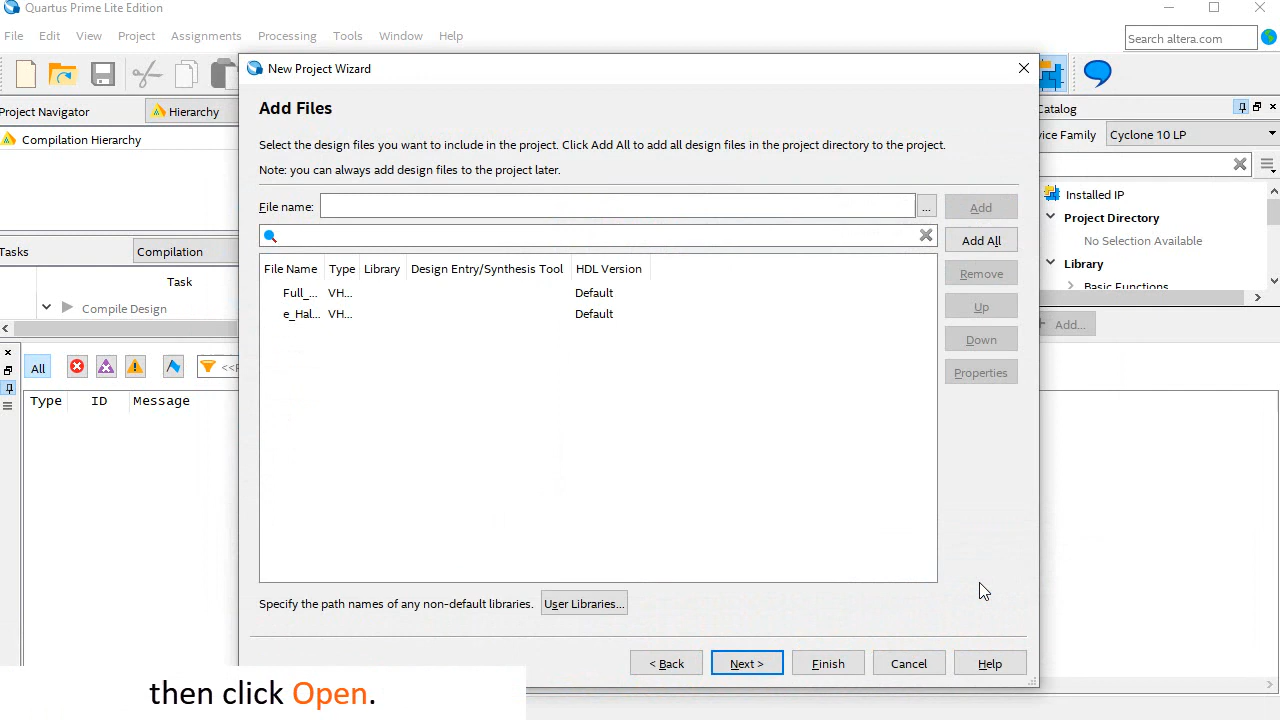 Quartus Prime Lite Edition
File Edit View Project Assignments Processing Tools Window Help
Search altera.com
New Project Wizard
Project Navigator
Hierarchy
Compilation Hierarchy
Tasks
Compilation
Task
Compile Design
All
<<F
Type ID Message
Add Files
Select the design files you want to include in the project. Click Add All to add all design files in the project directory to the project.
Note: you can always add design files to the project later.
File name:
...
Add
Add All
Remove
Up
Down
Properties
File Name Type Library Design Entry/Synthesis Tool HDL Version
Full_... VH... Default
e_Hal... VH... Default
Specify the path names of any non-default libraries.
User Libraries...
< Back
Next >
Finish
Cancel
Help
Catalog
vice Family
Cyclone 10 LP
Installed IP
Project Directory
No Selection Available
Library
Basic Functions
Add...
then click Open.